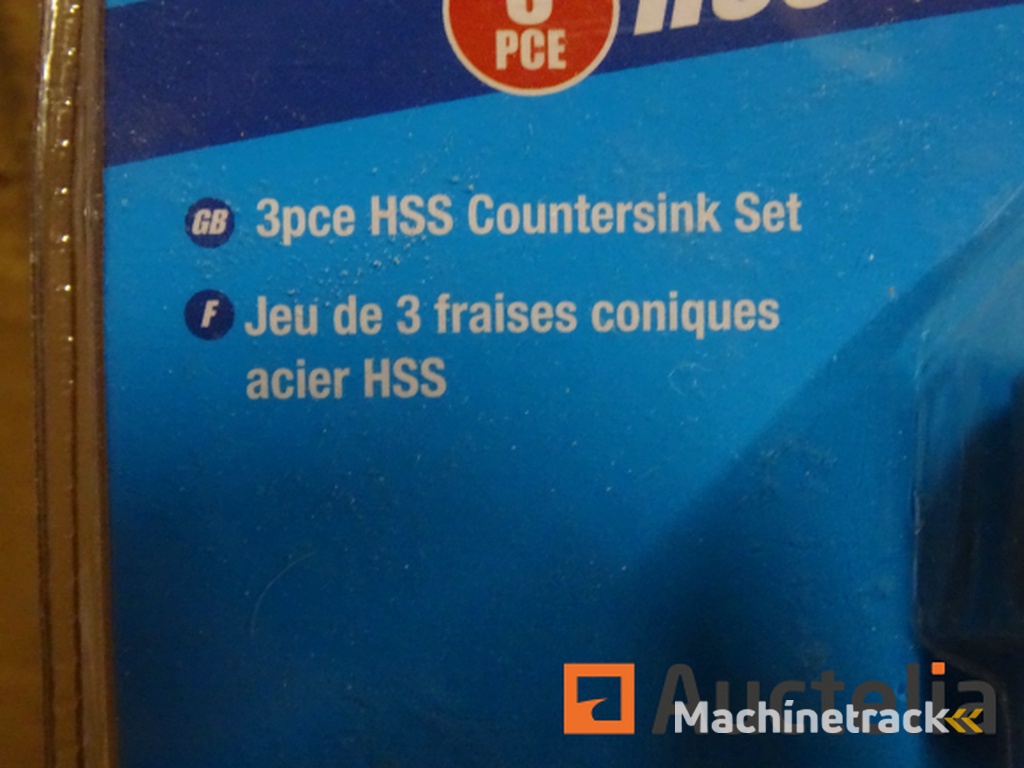 PCE
GB 3pce HSS Countersink Set
F Jeu de 3 fraises coniques
acier HSS
Auctelia
Machinetrack